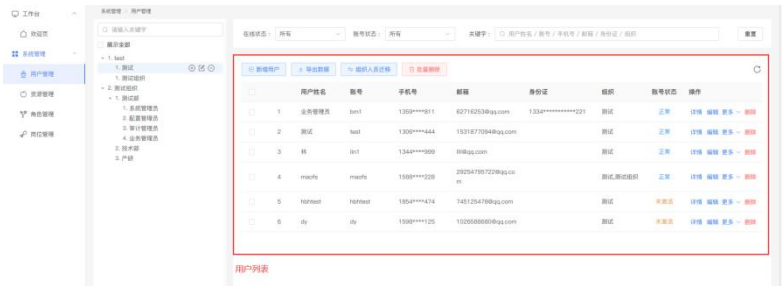 工作台
欢迎页
系统管理
用户管理
资源管理
角色管理
岗位管理
系统管理 / 用户管理
请输入关键字
展示全部
1. test
1. 测试
1. 测试组织
2. 测试组织
1. 测试部
1. 系统管理员
2. 配置管理员
3. 审计管理员
4. 业务管理员
2. 技术部
3. 产研
在线状态： 所有 账号状态： 所有 关键字： 用户姓名 / 账号 / 手机号 / 邮箱 / 身份证 / 组织 重置
新增用户 导出数据 组织人员迁移 批量删除
用户姓名 账号 手机号 邮箱 身份证 组织 账号状态 操作
1 业务管理员 bm1 1359****811 62716253@qq.com 1334***********221 测试 正常 详情 编辑 更多 删除
2 测试 test 1306****444 1531877094@qq.com 测试 正常 详情 编辑 更多 删除
3 林 lin1 1344****999 lll@qq.com 测试 正常 详情 编辑 更多 删除
4 maofs maofs 1588****228 28254795722@qq.co
m 测试,测试组织 正常 详情 编辑 更多 删除
5 hbhtest hbhtest 1854****474 745125478@qq.com 测试 未激活 详情 编辑 更多 删除
6 dy dy 1598****125 1026586680@qq.com 测试 未激活 详情 编辑 更多 删除
用户列表